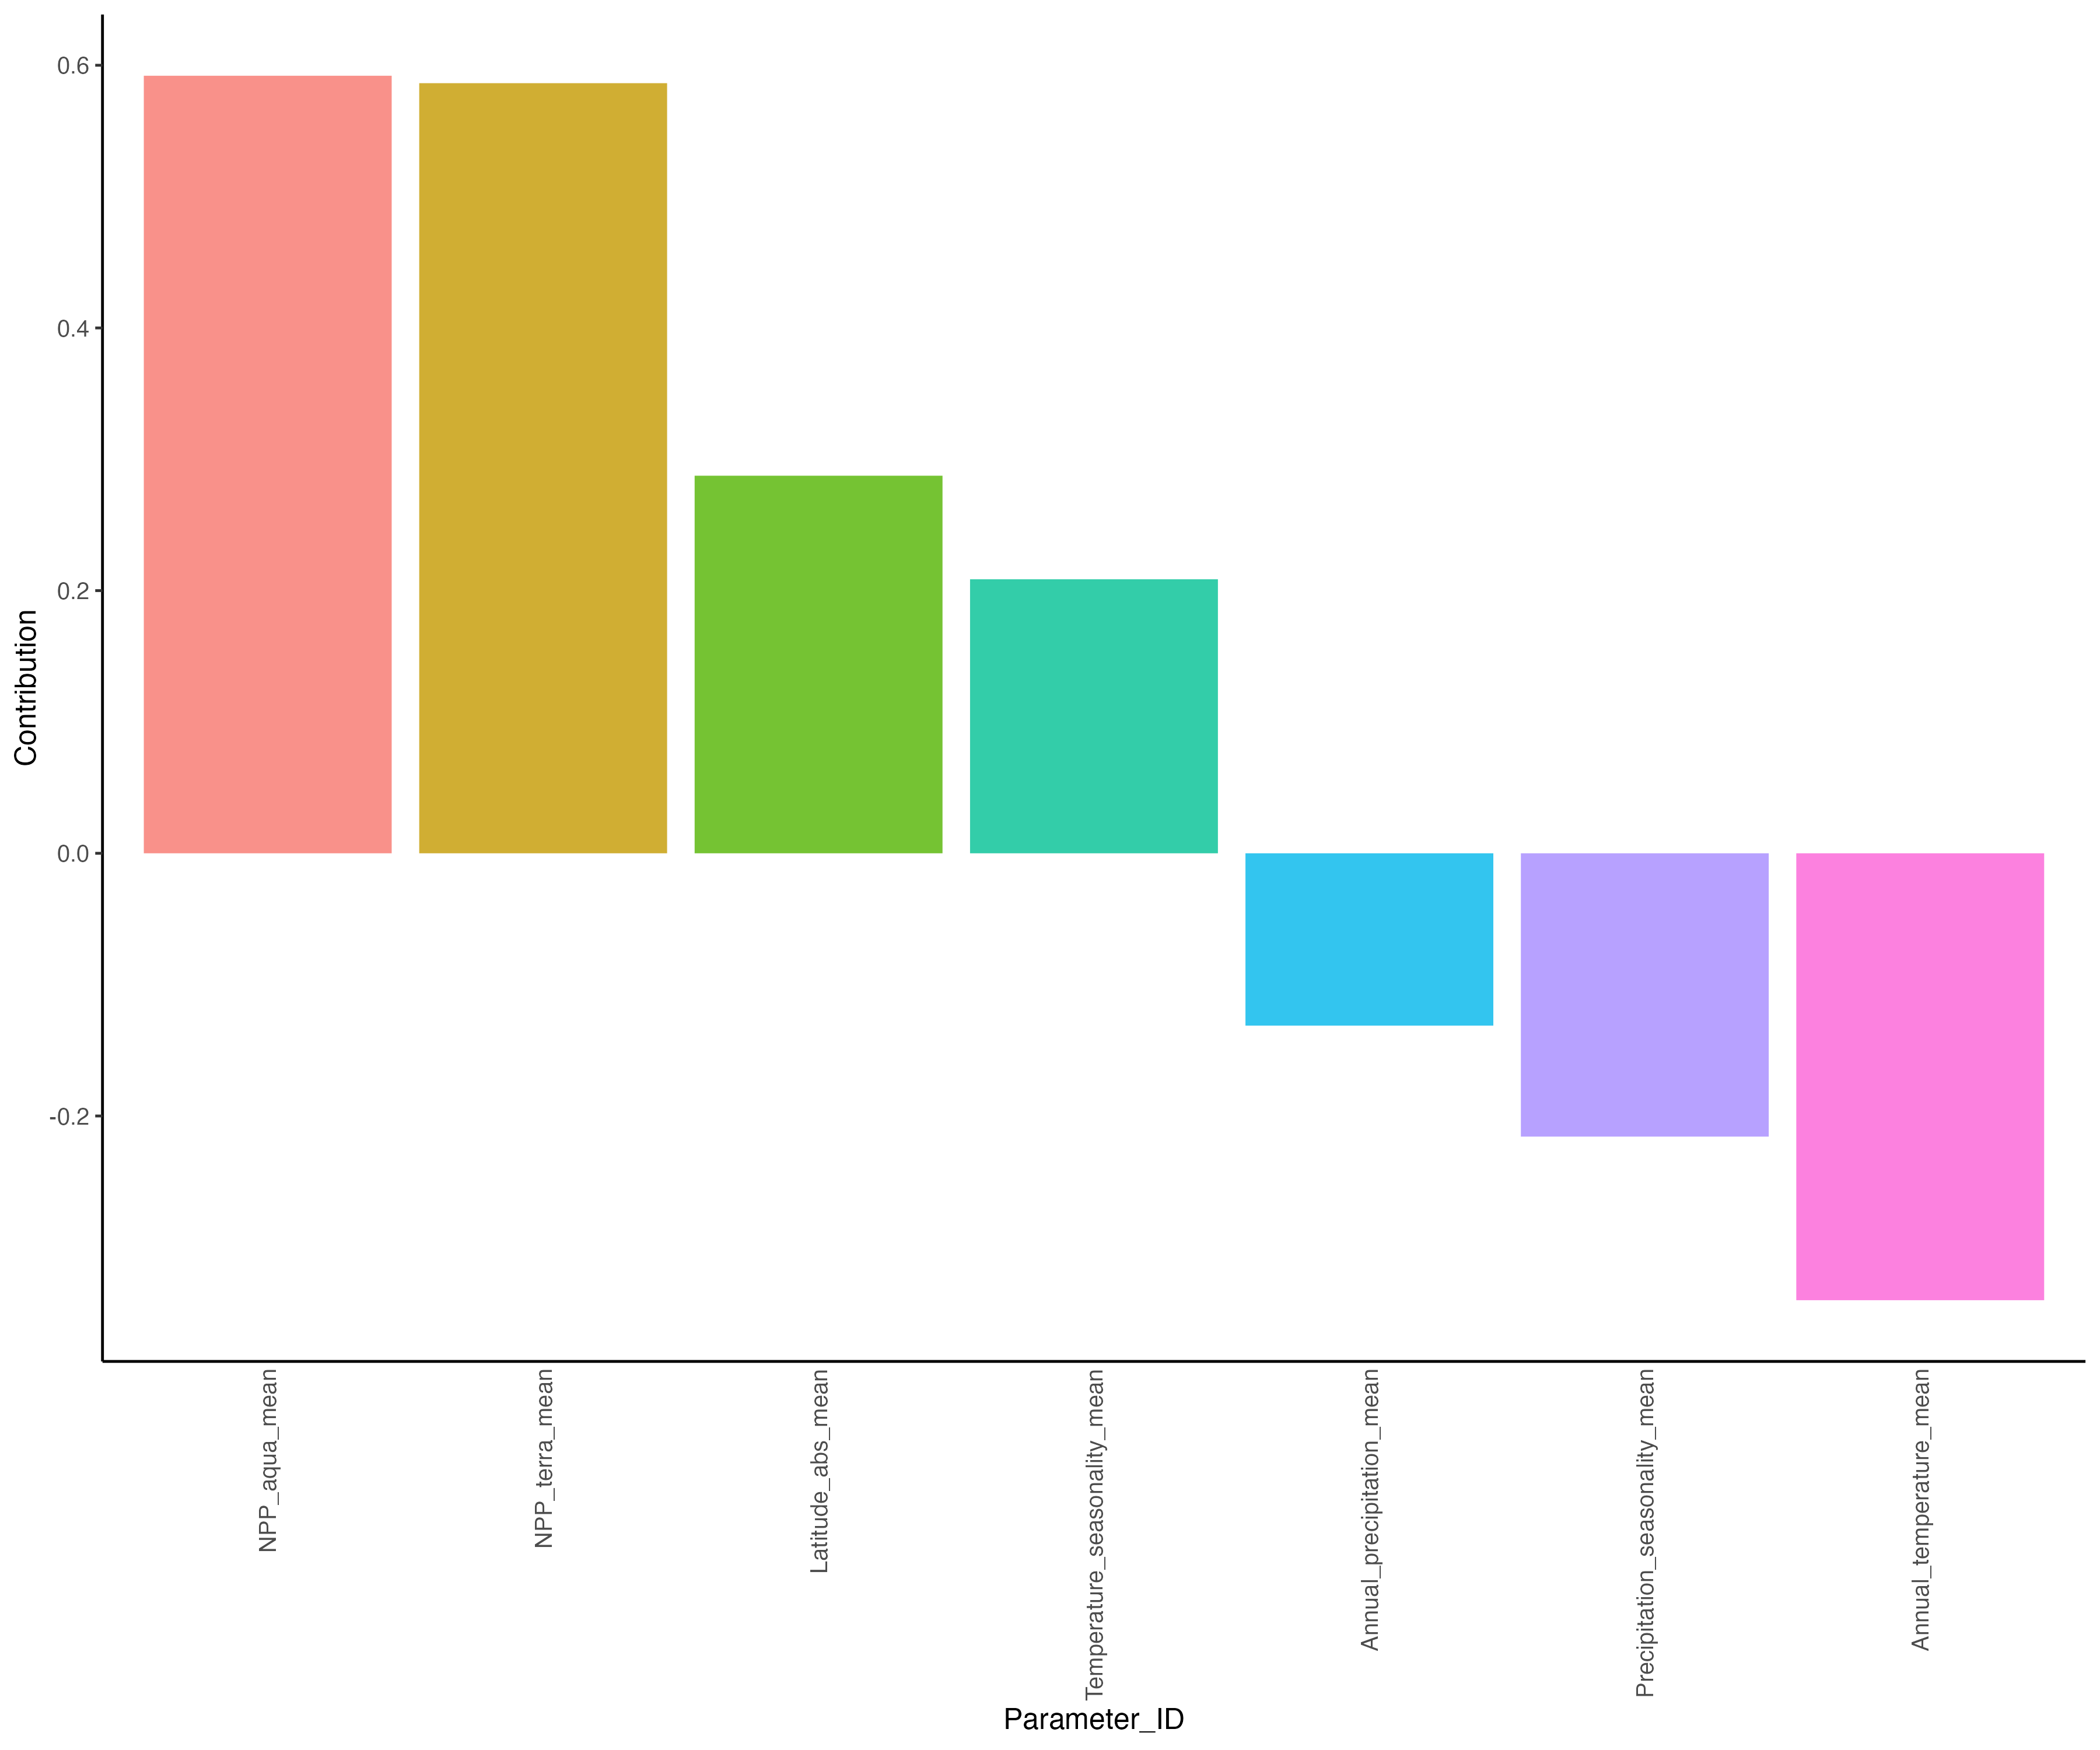 Contribution
0.6
0.4
0.2
0.0
-0.2
NPP_aqua_mean
NPP_terra_mean
Latitude_abs_mean
Temperature_seasonality_mean
Annual_precipitation_mean
Precipitation_seasonality_mean
Annual_temperature_mean
Parameter_ID